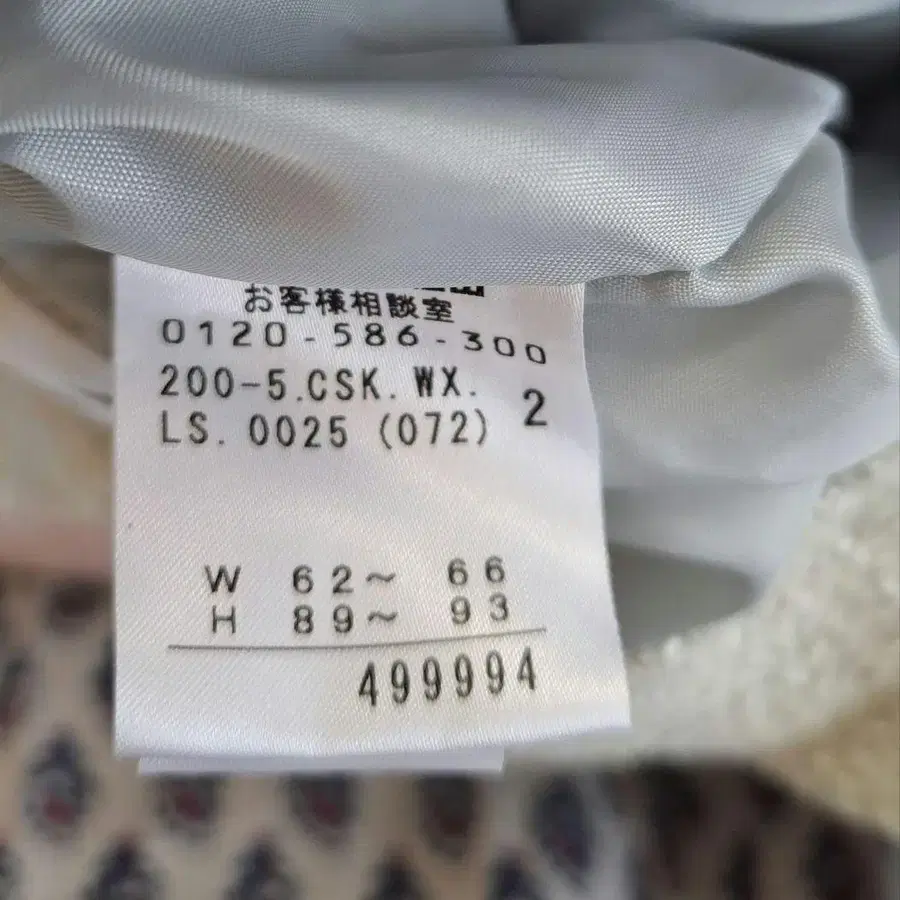 お客様相談室
0120-586-300
200-5.CSK.WX.
2
LS.0025 (072)
W 62~ 66
H 89~ 93
499994